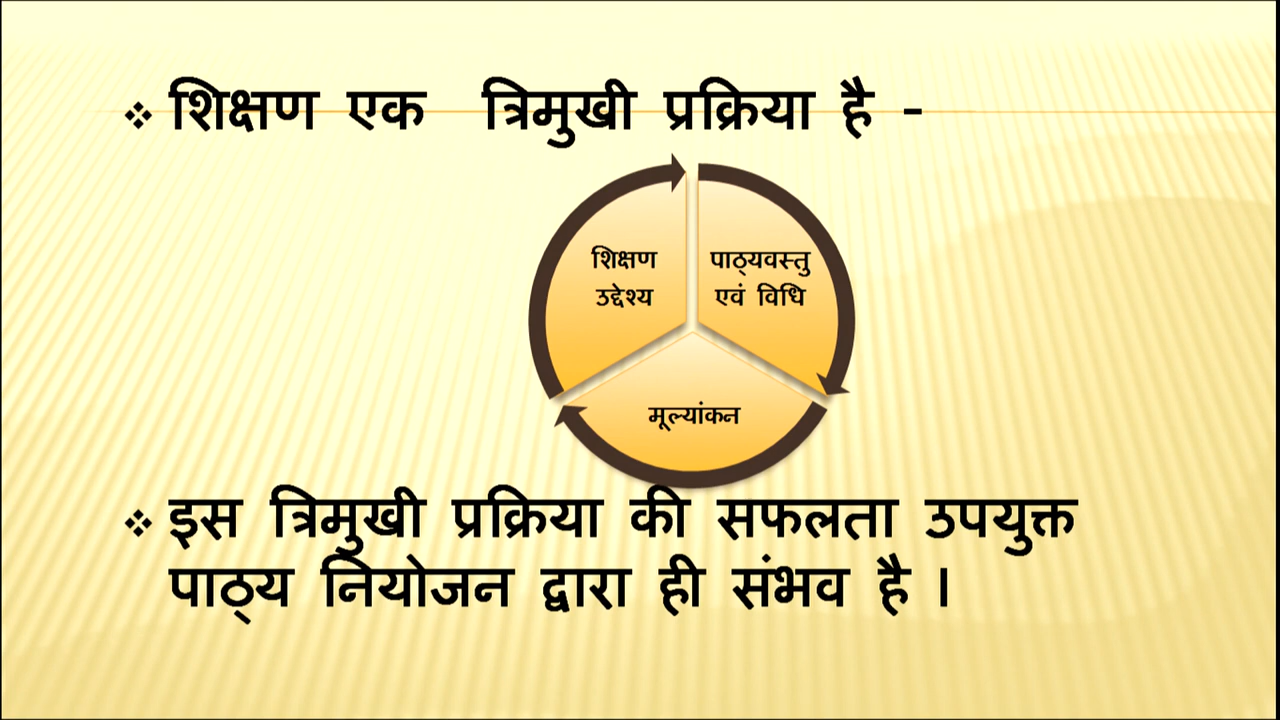 ❖ शिक्षण एक त्रिमुखी प्रक्रिया है -
शिक्षण
उद्देश्य
पाठ्यवस्तु
एवं विधि
मूल्यांकन
❖ इस त्रिमुखी प्रक्रिया की सफलता उपयुक्त
पाठ्य नियोजन द्वारा ही संभव है ।